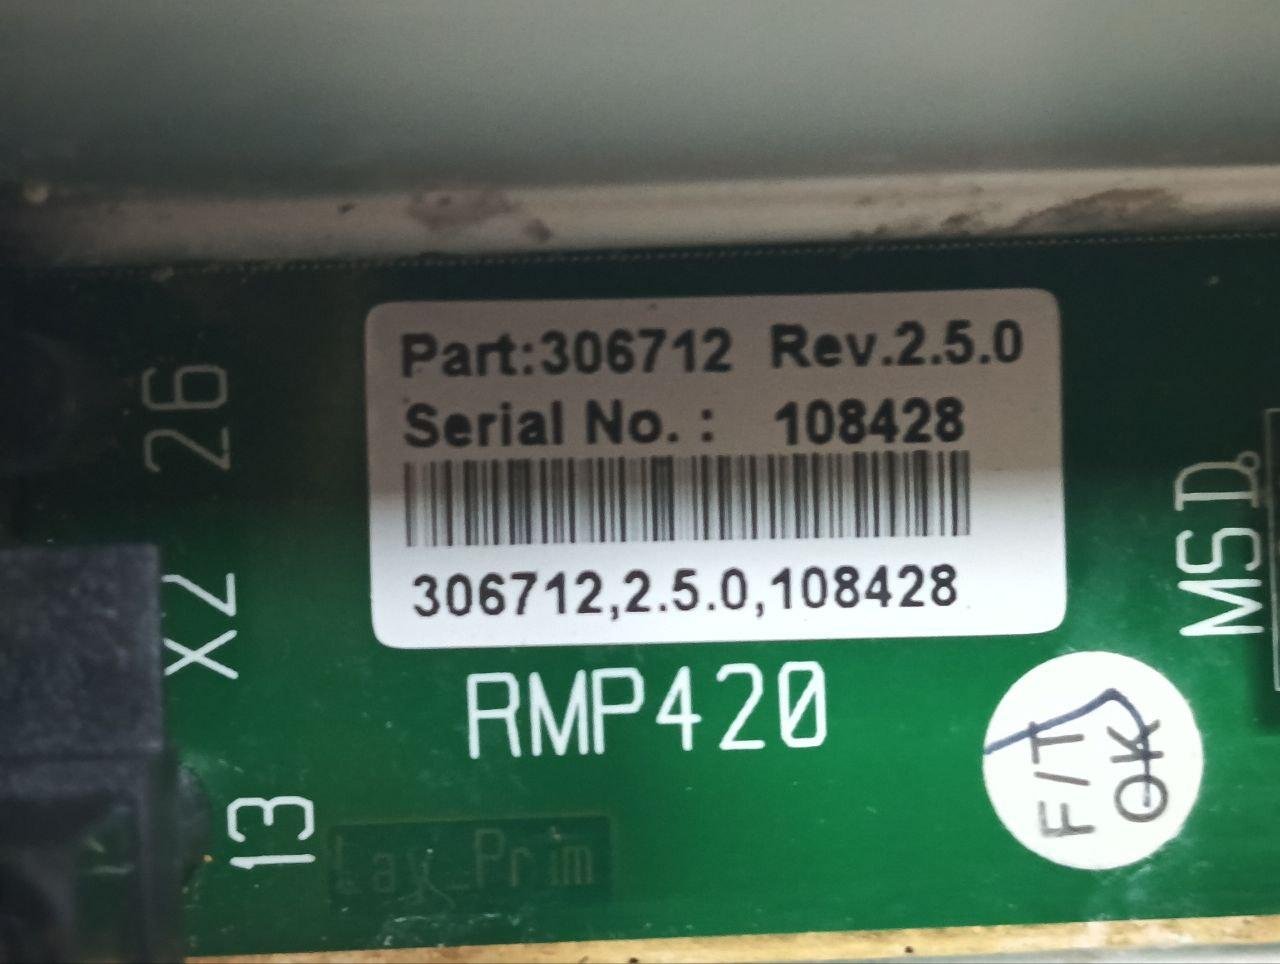 Part:306712 Rev.2.5.0
Serial No. : 108428
306712,2.5.0,108428
RMP420
26
X2
13
Lay_Prim
MSD
F/T
OK